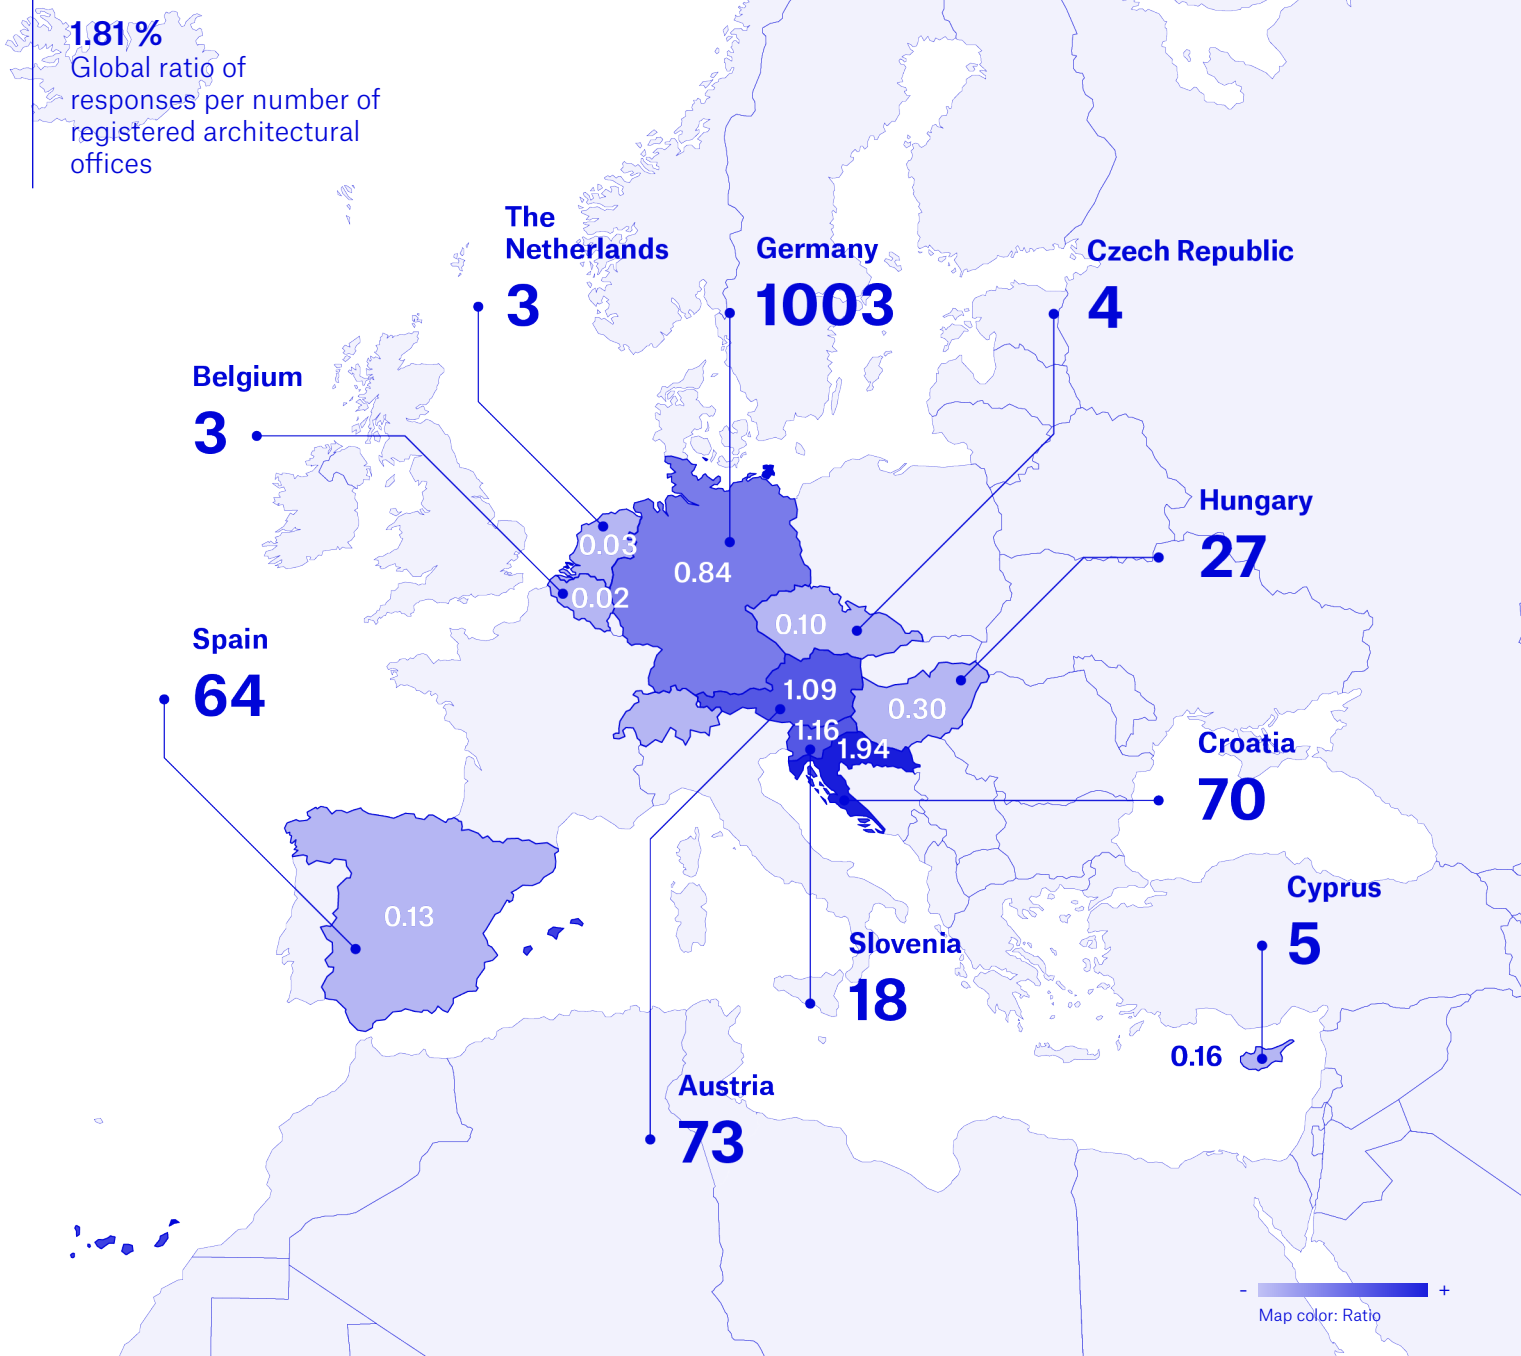 1.81 %
Global ratio of
responses per number of
registered architectural
offices
The
Netherlands
3
Germany
1003
Czech Republic
4
Belgium
3
Hungary
27
0.03
0.84
0.02
0.10
Spain
64
1.09
0.30
1.16
1.94
Croatia
70
0.13
Cyprus
5
Slovenia
18
0.16
Austria
73
- +
Map color: Ratio